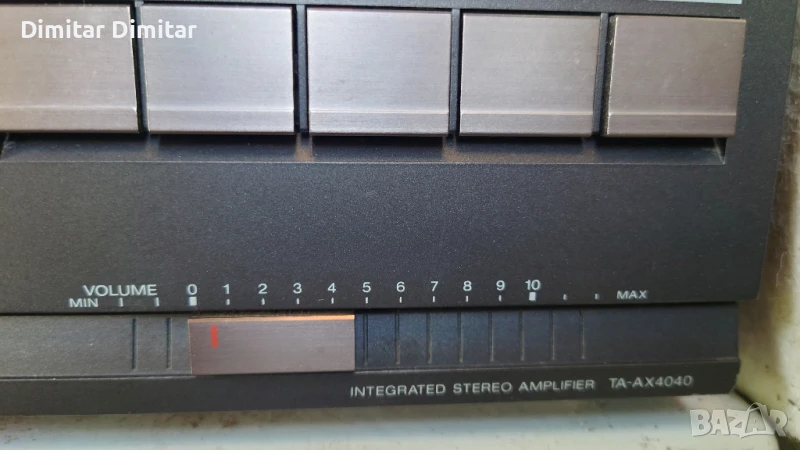 Dimitar Dimitar
VOLUME 0 1 2 3 4 5 6 7 8 9 10
MIN MAX
INTEGRATED STEREO AMPLIFIER TA-AX4040
BAZAR